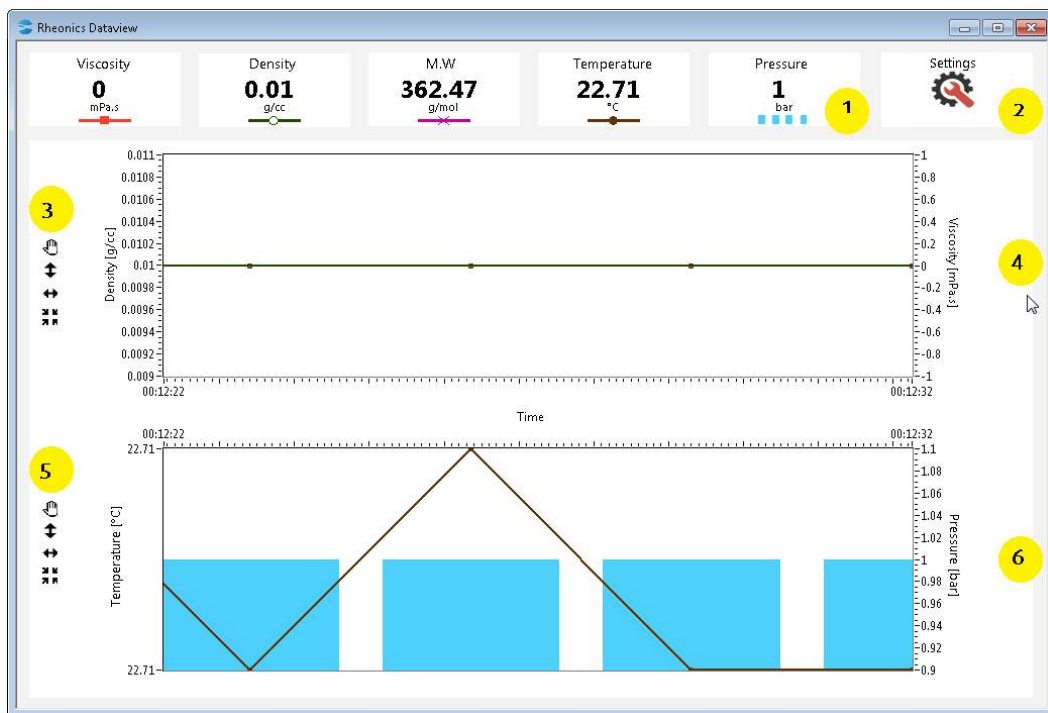 Rheonics Dataview
Viscosity
0
mPa.s
Density
0.01
g/cc
M.W
362.47
g/mol
Temperature
22.71
°C
Pressure
1
bar
1
Settings
2
3
Density [g/cc]
0.011
0.0108
0.0106
0.0104
0.0102
0.01
0.0098
0.0096
0.0094
0.0092
0.009
1
0.8
0.6
0.4
0.2
0
-0.2
-0.4
-0.6
-0.8
-1
Viscosity [mPa.s]
4
00:12:22
00:12:32
Time
00:12:22
00:12:32
5
Temperature [°C]
22.71
22.71
1.1
1.08
1.06
1.04
1.02
1
0.98
0.96
0.94
0.92
0.9
Pressure [bar]
6